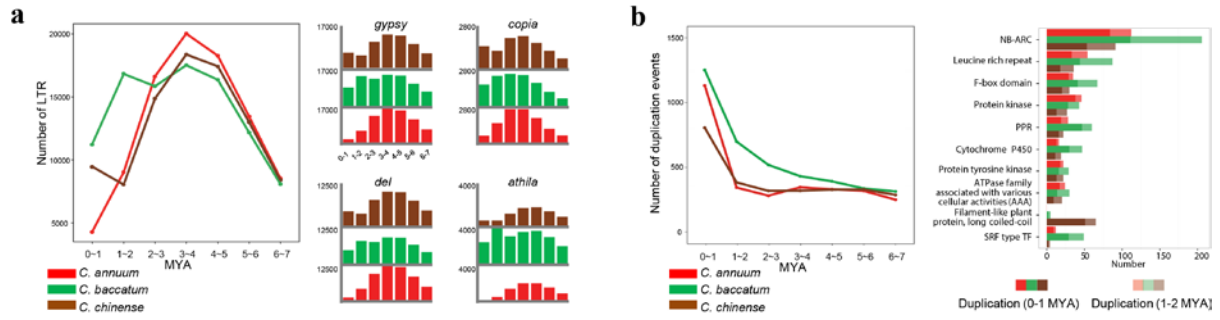 a
Number of LTR
20000
15000
10000
5000
0~1
1~2
2~3
3~4
4~5
5~6
6~7
MYA
C. annuum
C. baccatum
C. chinense
gypsy
17000
17000
17000
0-1
1-2
2-3
3-4
4-5
5-6
6-7
copia
2800
2800
2800
del
12500
12500
12500
athila
4000
4000
4000
b
Number of duplication events
1500
1000
500
0
0~1
1~2
2~3
3~4
4~5
5~6
6~7
MYA
C. annuum
C. baccatum
C. chinense
NB-ARC
Leucine rich repeat
F-box domain
Protein kinase
PPR
Cytochrome P450
Protein tyrosine kinase
ATPase family
associated with various
cellular activities (AAA)
Filament-like plant
protein, long coiled-coil
SRF type TF
0
50
100
150
200
Number
Duplication (0-1 MYA)
Duplication (1-2 MYA)